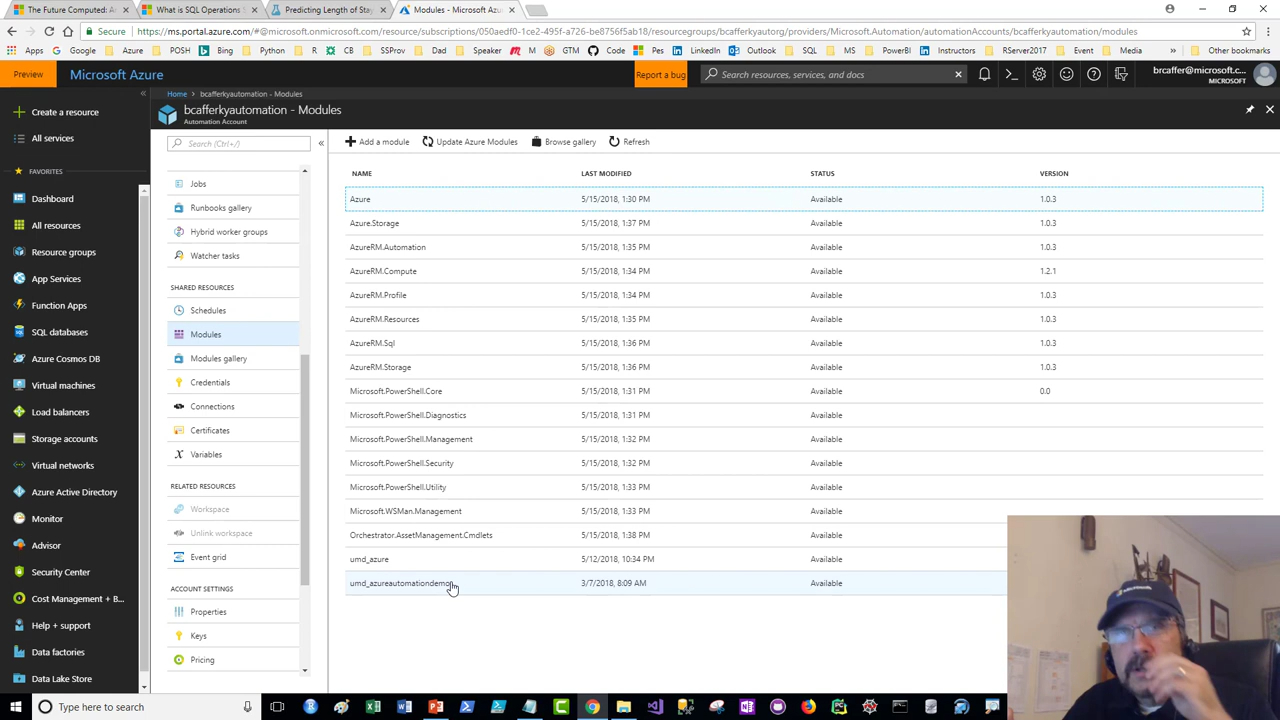 The Future Computed: A
What is SQL Operations S
Predicting Length of Stay
Modules - Microsoft Azu
Secure https://ms.portal.azure.com/#@microsoft.onmicrosoft.com/resource/subscriptions/050aedf0-1ce2-495f-a726-be8756f5ab18/resourcegroups/bcafferkyautorg/providers/Microsoft.Automation/automationAccounts/bcafferkyautomation/modules
Apps Google Azure POSH Bing Python R CB SSProv Dad Speaker M GTM Code Pes LinkedIn Outlook SQL MS PowerBI Instructors RServer2017 Event Media Other bookmarks
Preview Microsoft Azure Report a bug Search resources, services, and docs brcaffer@microsoft.c...
MICROSOFT
Home bcafferkyautomation - Modules
bcafferkyautomation - Modules
Automation Account
Create a resource
All services
FAVORITES
Dashboard
All resources
Resource groups
App Services
Function Apps
SQL databases
Azure Cosmos DB
Virtual machines
Load balancers
Storage accounts
Virtual networks
Azure Active Directory
Monitor
Advisor
Security Center
Cost Management + B...
Help + support
Data factories
Data Lake Store
Search (Ctrl+/)
Jobs
Runbooks gallery
Hybrid worker groups
Watcher tasks
SHARED RESOURCES
Schedules
Modules
Modules gallery
Credentials
Connections
Certificates
Variables
RELATED RESOURCES
Workspace
Unlink workspace
Event grid
ACCOUNT SETTINGS
Properties
Keys
Pricing
Add a module Update Azure Modules Browse gallery Refresh
NAME LAST MODIFIED STATUS VERSION
Azure 5/15/2018, 1:30 PM Available 1.0.3
Azure.Storage 5/15/2018, 1:37 PM Available 1.0.3
AzureRM.Automation 5/15/2018, 1:35 PM Available 1.0.3
AzureRM.Compute 5/15/2018, 1:34 PM Available 1.2.1
AzureRM.Profile 5/15/2018, 1:34 PM Available 1.0.3
AzureRM.Resources 5/15/2018, 1:35 PM Available 1.0.3
AzureRM.Sql 5/15/2018, 1:36 PM Available 1.0.3
AzureRM.Storage 5/15/2018, 1:36 PM Available 1.0.3
Microsoft.PowerShell.Core 5/15/2018, 1:31 PM Available 0.0
Microsoft.PowerShell.Diagnostics 5/15/2018, 1:31 PM Available
Microsoft.PowerShell.Management 5/15/2018, 1:32 PM Available
Microsoft.PowerShell.Security 5/15/2018, 1:32 PM Available
Microsoft.PowerShell.Utility 5/15/2018, 1:33 PM Available
Microsoft.WSMan.Management 5/15/2018, 1:33 PM Available
Orchestrator.AssetManagement.Cmdlets 5/15/2018, 1:38 PM Available
umd_azure 5/12/2018, 10:34 PM Available
umd_azureautomationdemo 3/7/2018, 8:09 AM Available
Type here to search